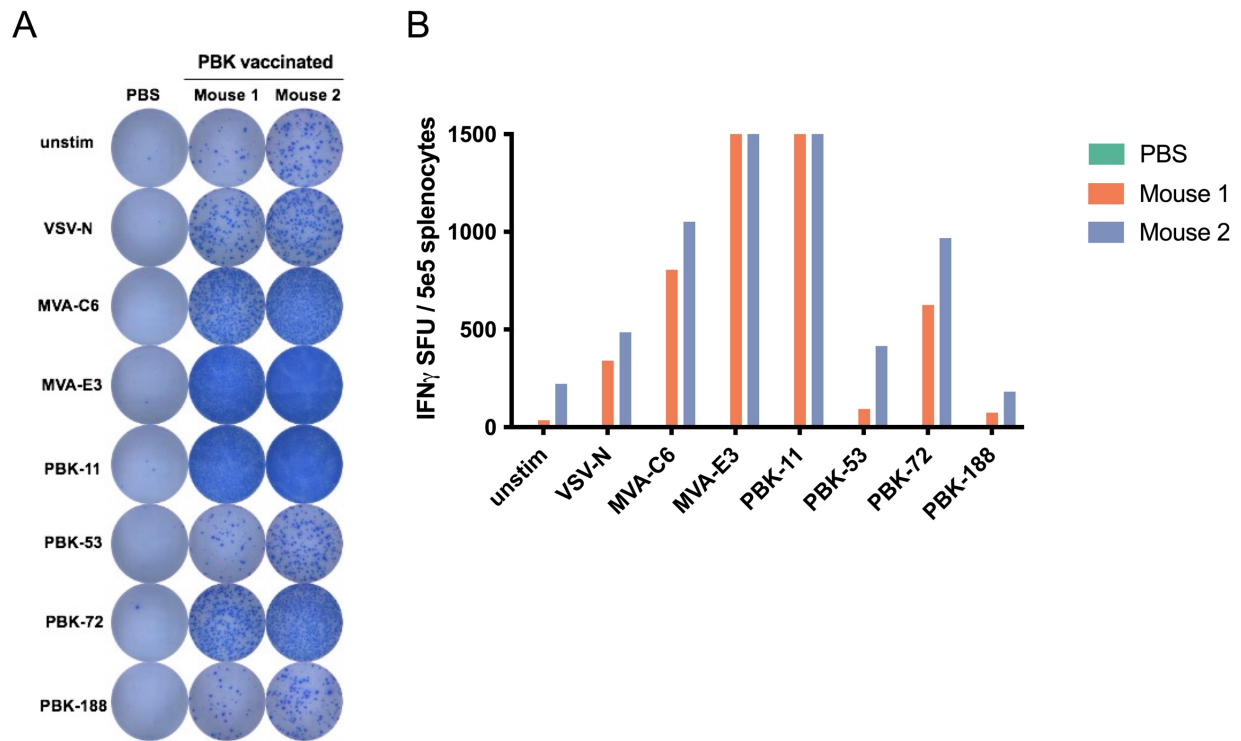 A
PBK vaccinated
PBS Mouse 1 Mouse 2
unstim
VSV-N
MVA-C6
MVA-E3
PBK-11
PBK-53
PBK-72
PBK-188
B
IFNγ SFU / 5e5 splenocytes
1500
1000
500
0
unstim
VSV-N
MVA-C6
MVA-E3
PBK-11
PBK-53
PBK-72
PBK-188
PBS
Mouse 1
Mouse 2